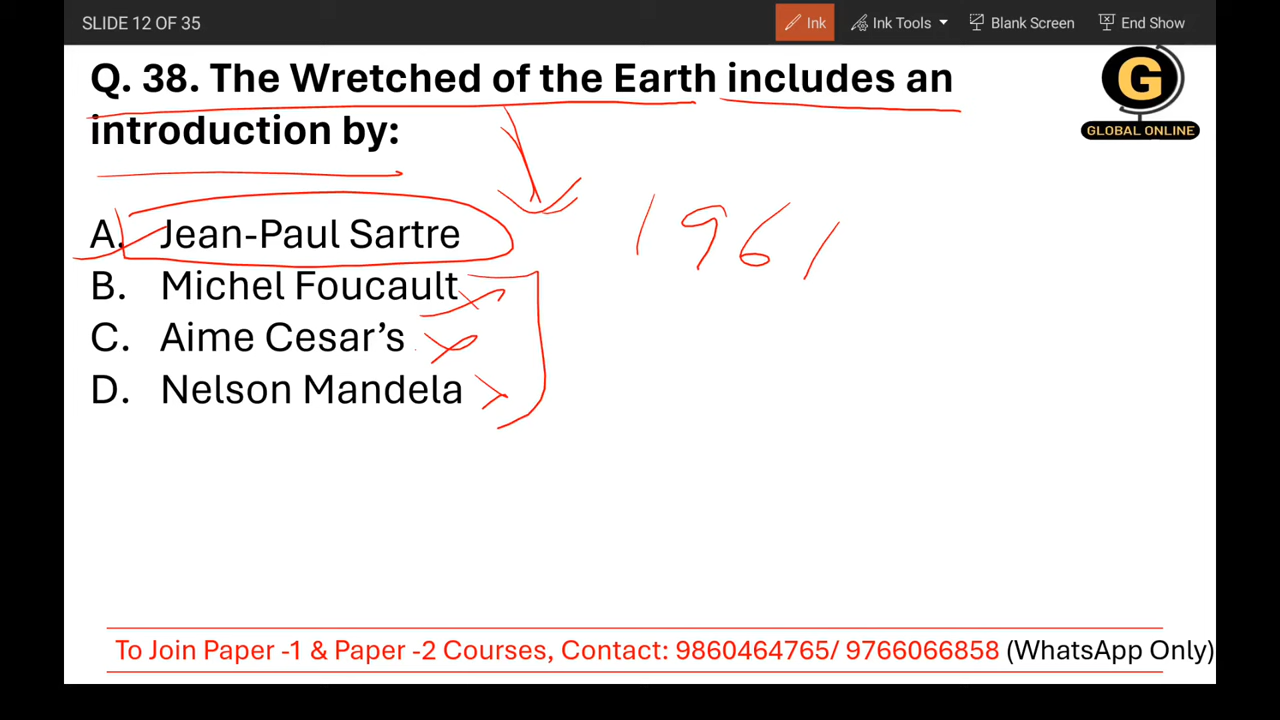 SLIDE 12 OF 35 Ink Ink Tools Blank Screen End Show
Q. 38. The Wretched of the Earth includes an
introduction by:
G
GLOBAL ONLINE
A. Jean-Paul Sartre
1961
B. Michel Foucault
C. Aime Cesar’s
D. Nelson Mandela
To Join Paper -1 & Paper -2 Courses, Contact: 9860464765/ 9766066858 (WhatsApp Only)